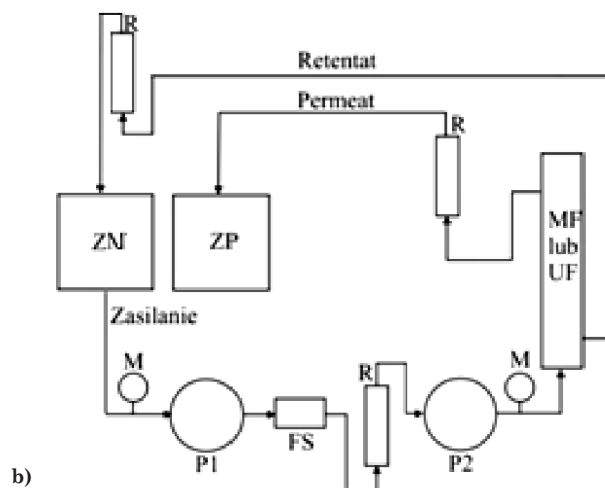 R
Retentat
Permeat
R
ZN
ZP
MF
lub
UF
Zasilanie
M
R
M
P1
FS
P2
b)